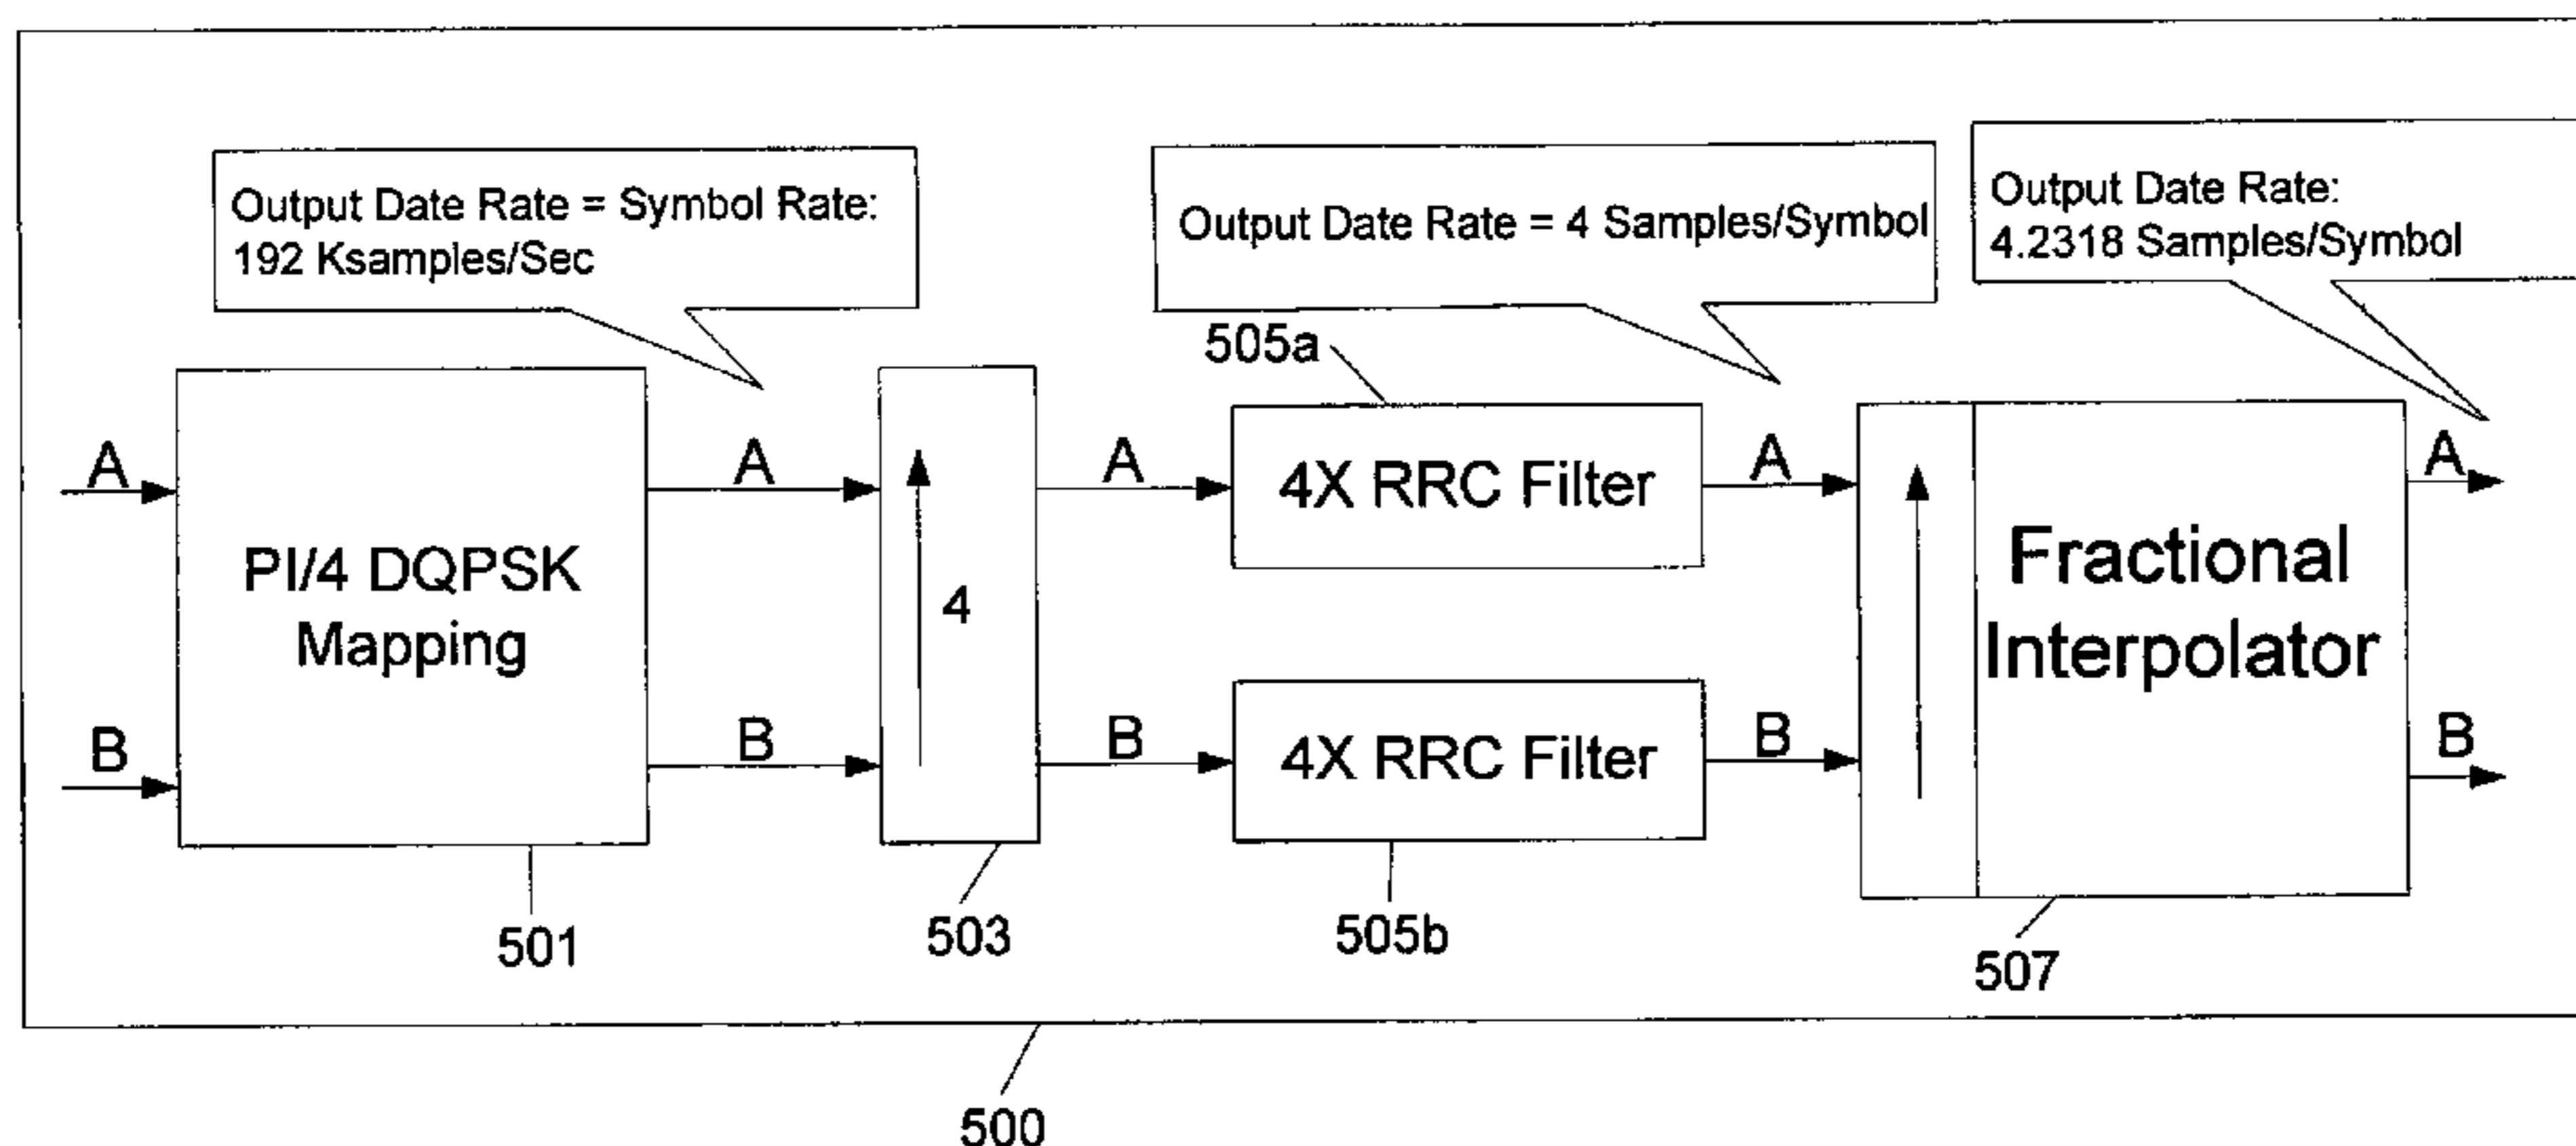 Output Date Rate = Symbol Rate:
192 Ksamples/Sec
Output Date Rate = 4 Samples/Symbol
Output Date Rate:
4.2318 Samples/Symbol
505a
A
A
A
A
A
B
B
B
B
B
PI/4 DQPSK
Mapping
4
4X RRC Filter
4X RRC Filter
Fractional
Interpolator
501
503
505b
507
500